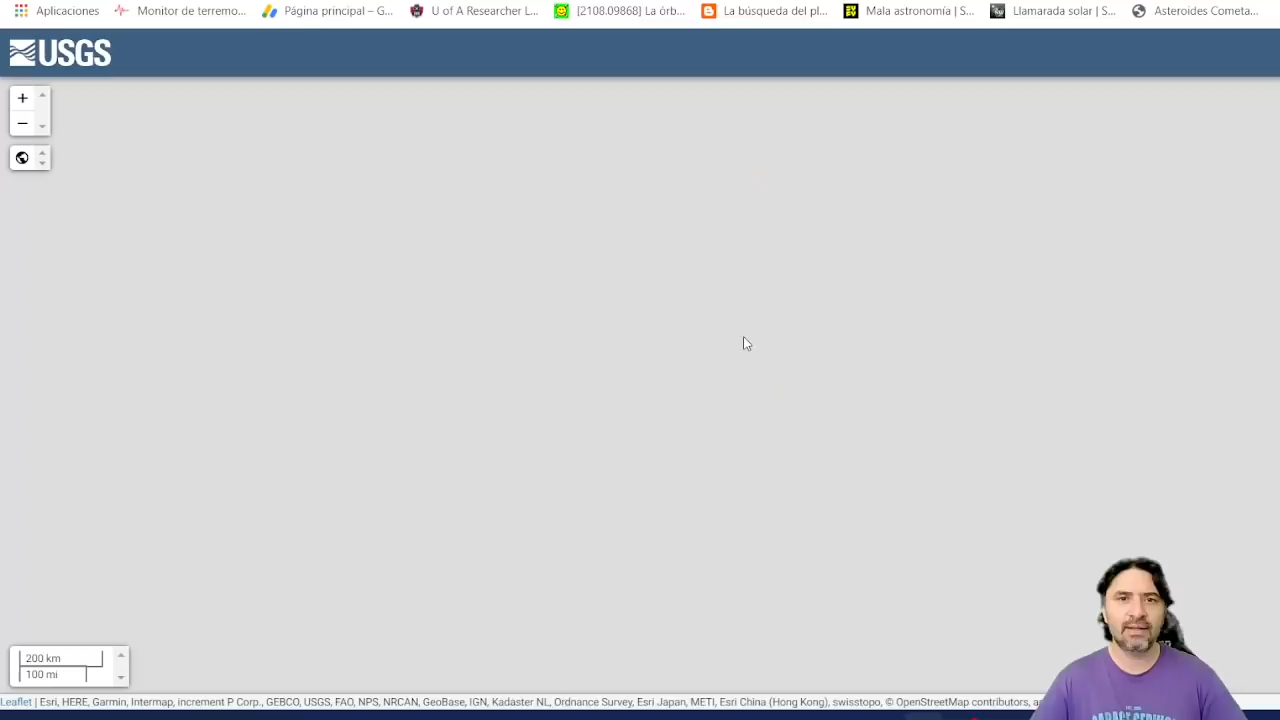 Aplicaciones
Monitor de terremo...
Página principal – G...
U of A Researcher L...
[2108.09868] La órb...
La búsqueda del pl...
Mala astronomía | S...
Llamarada solar | S...
Asteroides Cometa...
USGS
+
−
200 km
100 mi
Leaflet | Esri, HERE, Garmin, Intermap, increment P Corp., GEBCO, USGS, FAO, NPS, NRCAN, GeoBase, IGN, Kadaster NL, Ordnance Survey, Esri Japan, METI, Esri China (Hong Kong), swisstopo, © OpenStreetMap contributors,